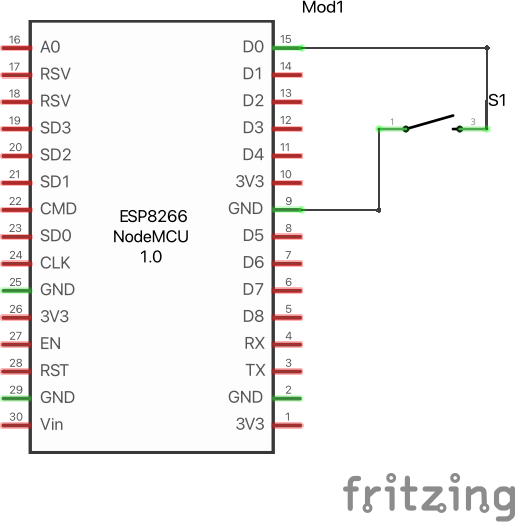 Mod1
16 A0 D0 15
17 RSV D1 14
18 RSV D2 13
19 SD3 D3 12
20 SD2 D4 11
21 SD1 3V3 10
22 CMD GND 9
23 SD0 D5 8
24 CLK D6 7
25 GND D7 6
26 3V3 D8 5
27 EN RX 4
28 RST TX 3
29 GND GND 2
30 Vin 3V3 1
ESP8266
NodeMCU
1.0
S1
1 3
fritzing